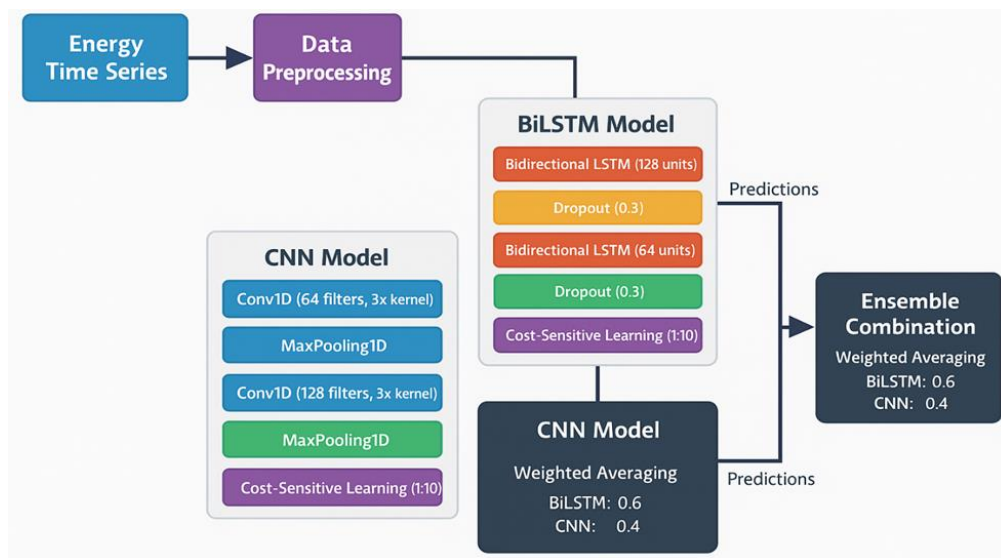 Energy
Time Series
Data
Preprocessing
BiLSTM Model
Bidirectional LSTM (128 units)
Dropout (0.3)
Bidirectional LSTM (64 units)
Dropout (0.3)
Cost-Sensitive Learning (1:10)
CNN Model
Conv1D (64 filters, 3x kernel)
MaxPooling1D
Conv1D (128 filters, 3x kernel)
MaxPooling1D
Cost-Sensitive Learning (1:10)
CNN Model
Weighted Averaging
BiLSTM: 0.6
CNN: 0.4
Predictions
Predictions
Ensemble
Combination
Weighted Averaging
BiLSTM: 0.6
CNN: 0.4